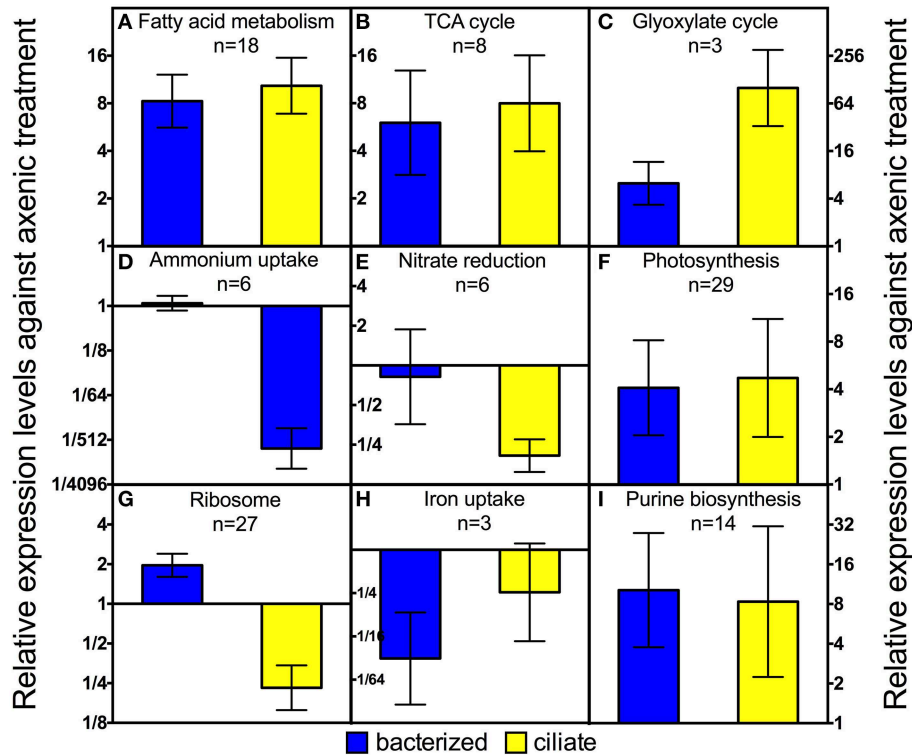 Relative expression levels against axenic treatment
A Fatty acid metabolism
n=18
16
8
4
2
1
B TCA cycle
n=8
16
8
4
2
C Glyoxylate cycle
n=3
256
64
16
4
1
D Ammonium uptake
n=6
1
1/8
1/64
1/512
1/4096
E Nitrate reduction
n=6
4
2
1/2
1/4
F Photosynthesis
n=29
16
8
4
2
1
G Ribosome
n=27
4
2
1
1/2
1/4
1/8
H Iron uptake
n=3
1/4
1/16
1/64
I Purine biosynthesis
n=14
32
16
8
4
2
1
Relative expression levels against axenic treatment
bacterized ciliate